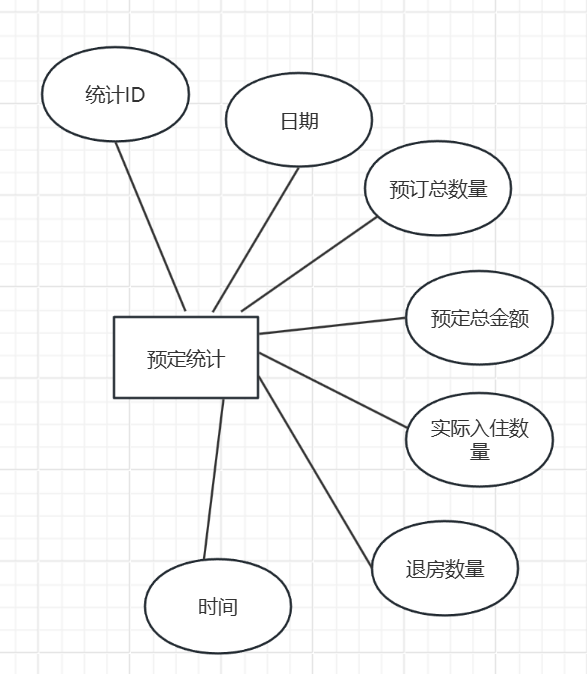 统计ID
日期
预订总数量
预定总金额
预定统计
实际入住数
量
退房数量
时间